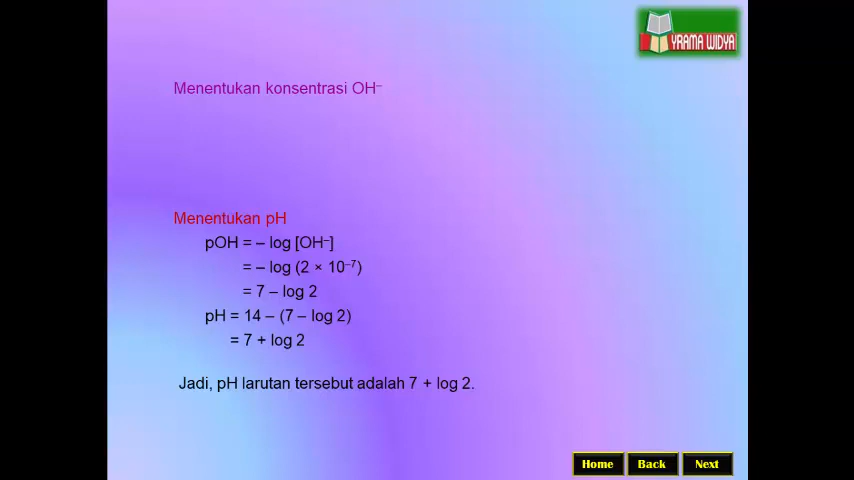 YRAMA WIDYA
Menentukan konsentrasi OH⁻
Menentukan pH
pOH = – log [OH⁻]
= – log (2 × 10⁻⁷)
= 7 – log 2
pH = 14 – (7 – log 2)
= 7 + log 2
Jadi, pH larutan tersebut adalah 7 + log 2.
Home Back Next